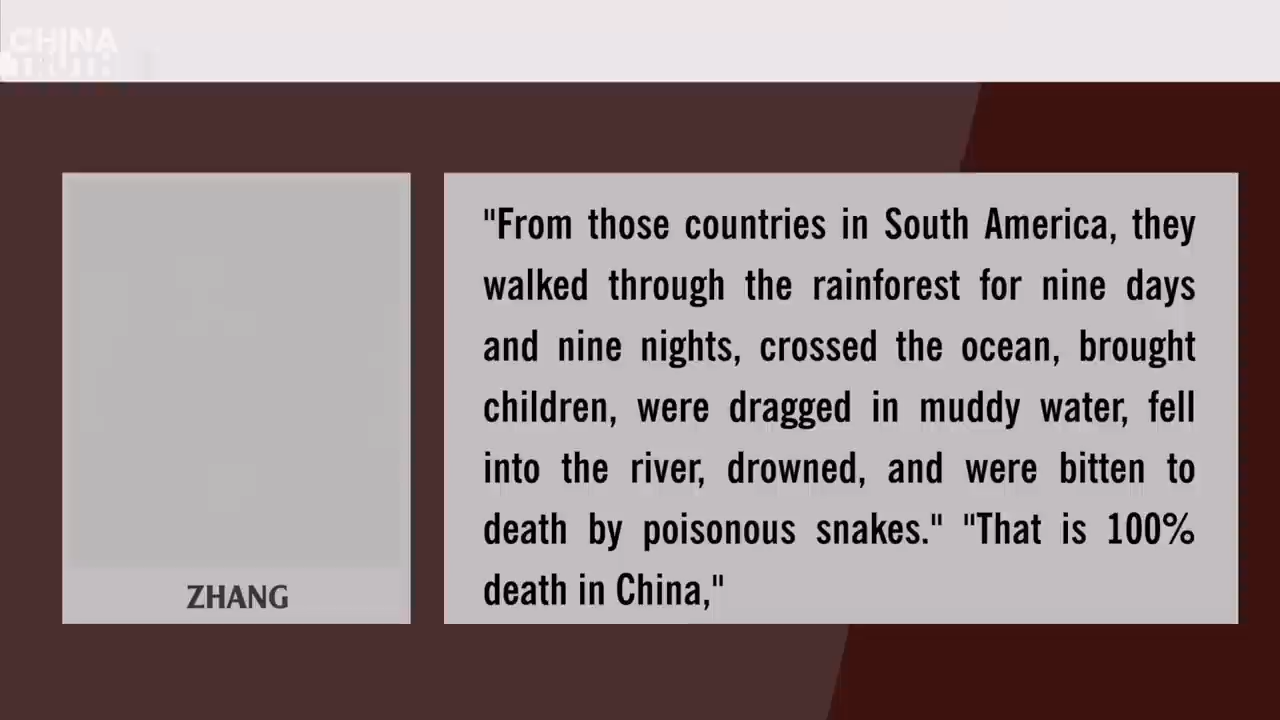 CHINA
TRUTH
"From those countries in South America, they
walked through the rainforest for nine days
and nine nights, crossed the ocean, brought
children, were dragged in muddy water, fell
into the river, drowned, and were bitten to
death by poisonous snakes." "That is 100%
death in China,"
ZHANG